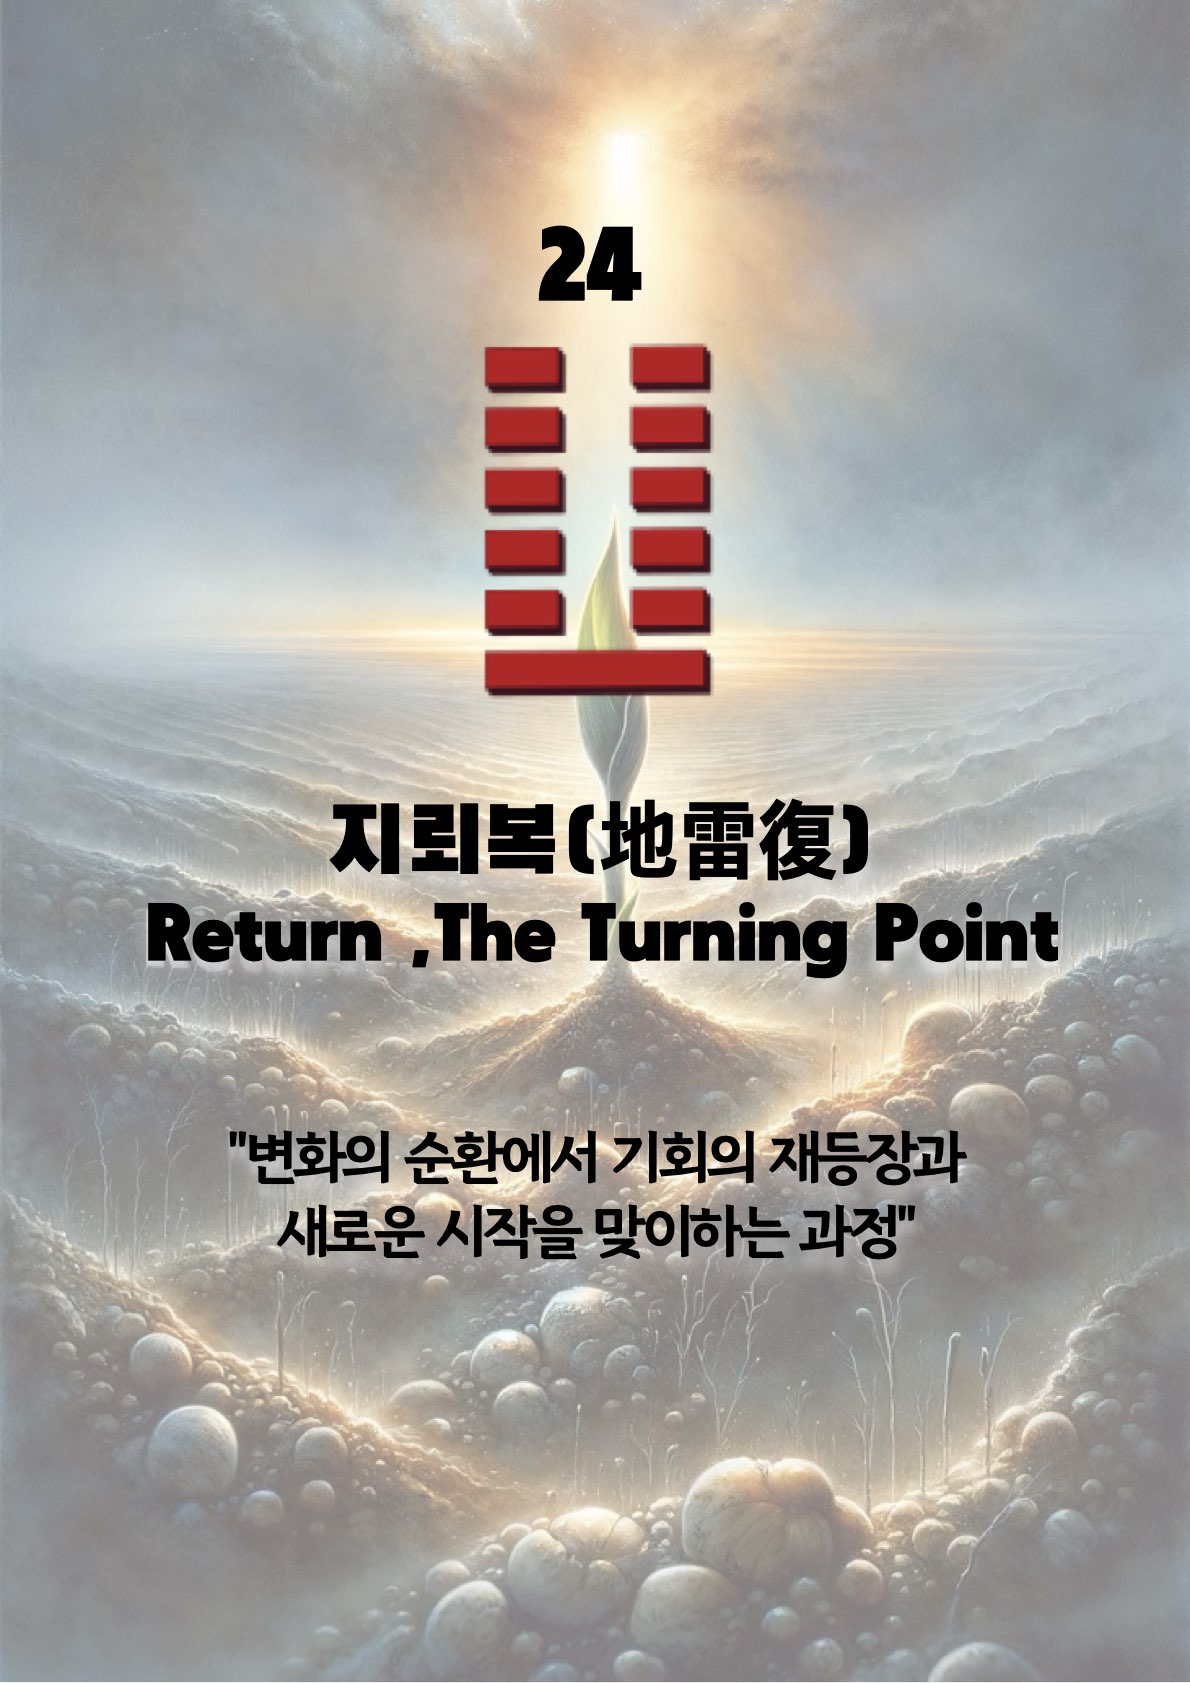 24
지뢰복(地雷復)
Return ,The Turning Point
"변화의 순환에서 기회의 재등장과
새로운 시작을 맞이하는 과정"